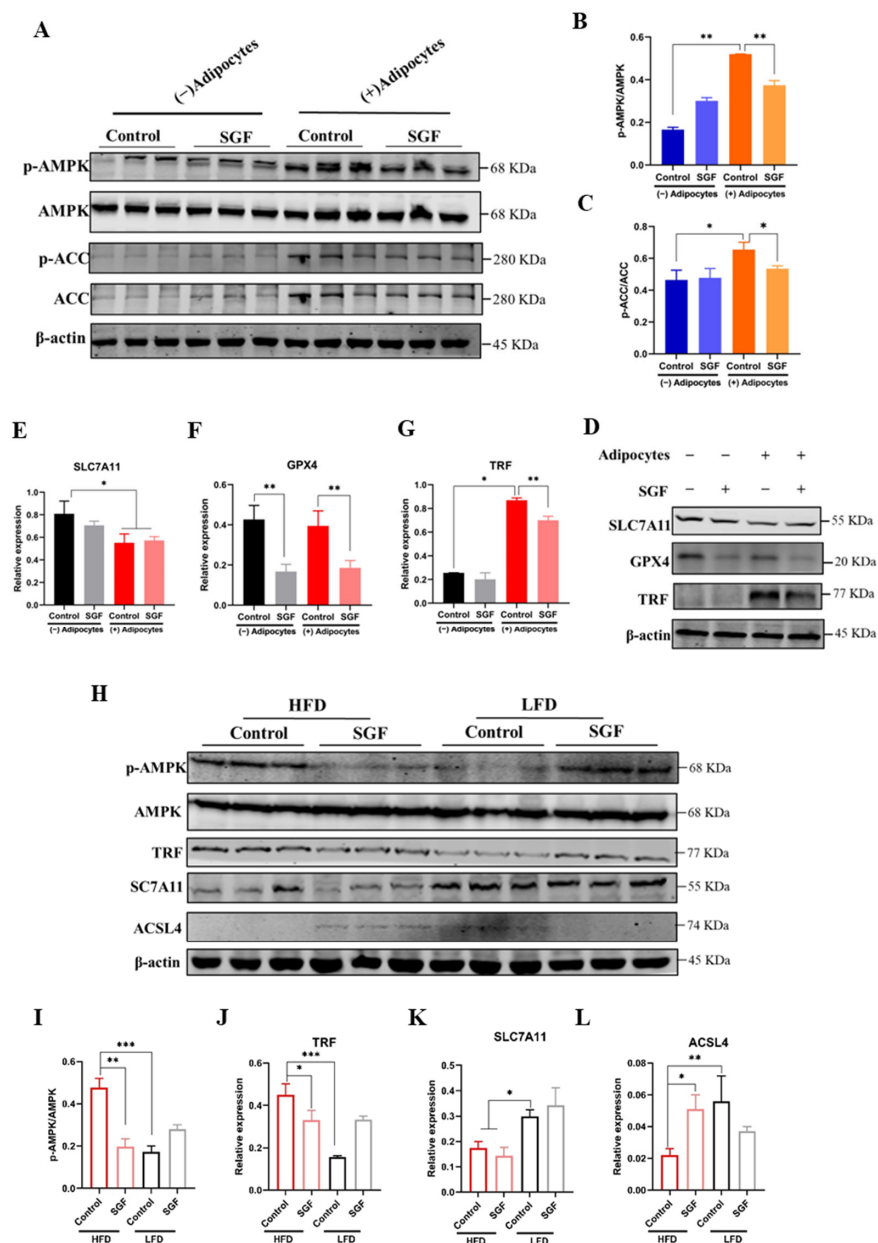 A
(−)Adipocytes
(+)Adipocytes
Control
SGF
Control
SGF
p-AMPK
68 KDa
AMPK
68 KDa
p-ACC
280 KDa
ACC
280 KDa
β-actin
45 KDa
B
p-AMPK/AMPK
0.6
0.4
0.2
0.0
**
**
Control SGF Control SGF
(−) Adipocytes (+) Adipocytes
C
p-ACC/ACC
0.8
0.6
0.4
0.2
0.0
*
*
Control SGF Control SGF
(−) Adipocytes (+) Adipocytes
E
SLC7A11
Relative expression
1.0
0.8
0.6
0.4
0.2
0.0
*
Control SGF Control SGF
(−) Adipocytes (+) Adipocytes
F
GPX4
Relative expression
0.6
0.4
0.2
0.0
**
**
Control SGF Control SGF
(−) Adipocytes (+) Adipocytes
G
TRF
Relative expression
1.0
0.8
0.6
0.4
0.2
0.0
*
**
Control SGF Control SGF
(−) Adipocytes (+) Adipocytes
D
Adipocytes − − + +
SGF − + − +
SLC7A11
55 KDa
GPX4
20 KDa
TRF
77 KDa
β-actin
45 KDa
H
HFD
LFD
Control
SGF
Control
SGF
p-AMPK
68 KDa
AMPK
68 KDa
TRF
77 KDa
SC7A11
55 KDa
ACSL4
74 KDa
β-actin
45 KDa
I
p-AMPK/AMPK
0.6
0.4
0.2
0.0
***
**
Control SGF Control SGF
HFD LFD
J
TRF
Relative expression
0.6
0.4
0.2
0.0
***
*
Control SGF Control SGF
HFD LFD
K
SLC7A11
Relative expression
0.5
0.4
0.3
0.2
0.1
0.0
*
Control SGF Control SGF
HFD LFD
L
ACSL4
Relative expression
0.08
0.06
0.04
0.02
0.00
**
*
Control SGF Control SGF
HFD LFD